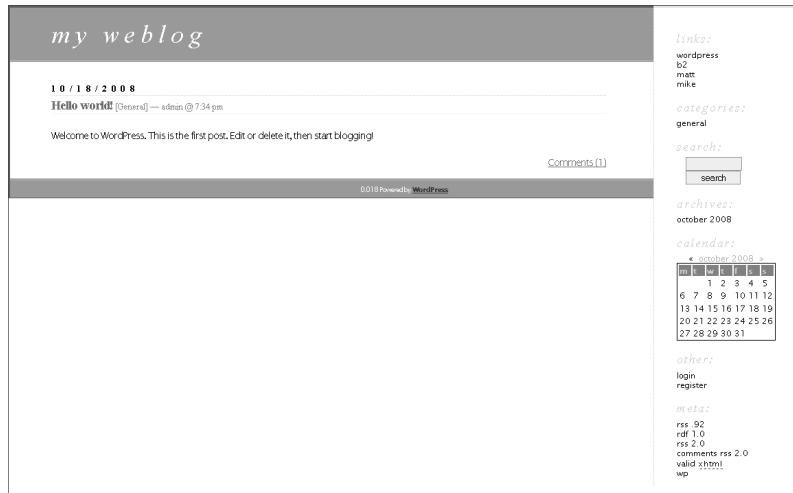 my weblog
10/18/2008
Hello world! [General] — admin @ 7:34 pm
Welcome to WordPress. This is the first post. Edit or delete it, then start blogging!
Comments (1)
0.018 Powered by WordPress
links:
wordpress
b2
matt
mike
categories:
general
search:
search
archives:
october 2008
calendar:
« october 2008 »
m t w t f s s
1 2 3 4 5
6 7 8 9 10 11 12
13 14 15 16 17 18 19
20 21 22 23 24 25 26
27 28 29 30 31
other:
login
register
meta:
rss .92
rdf 1.0
rss 2.0
comments rss 2.0
valid xhtml
wp